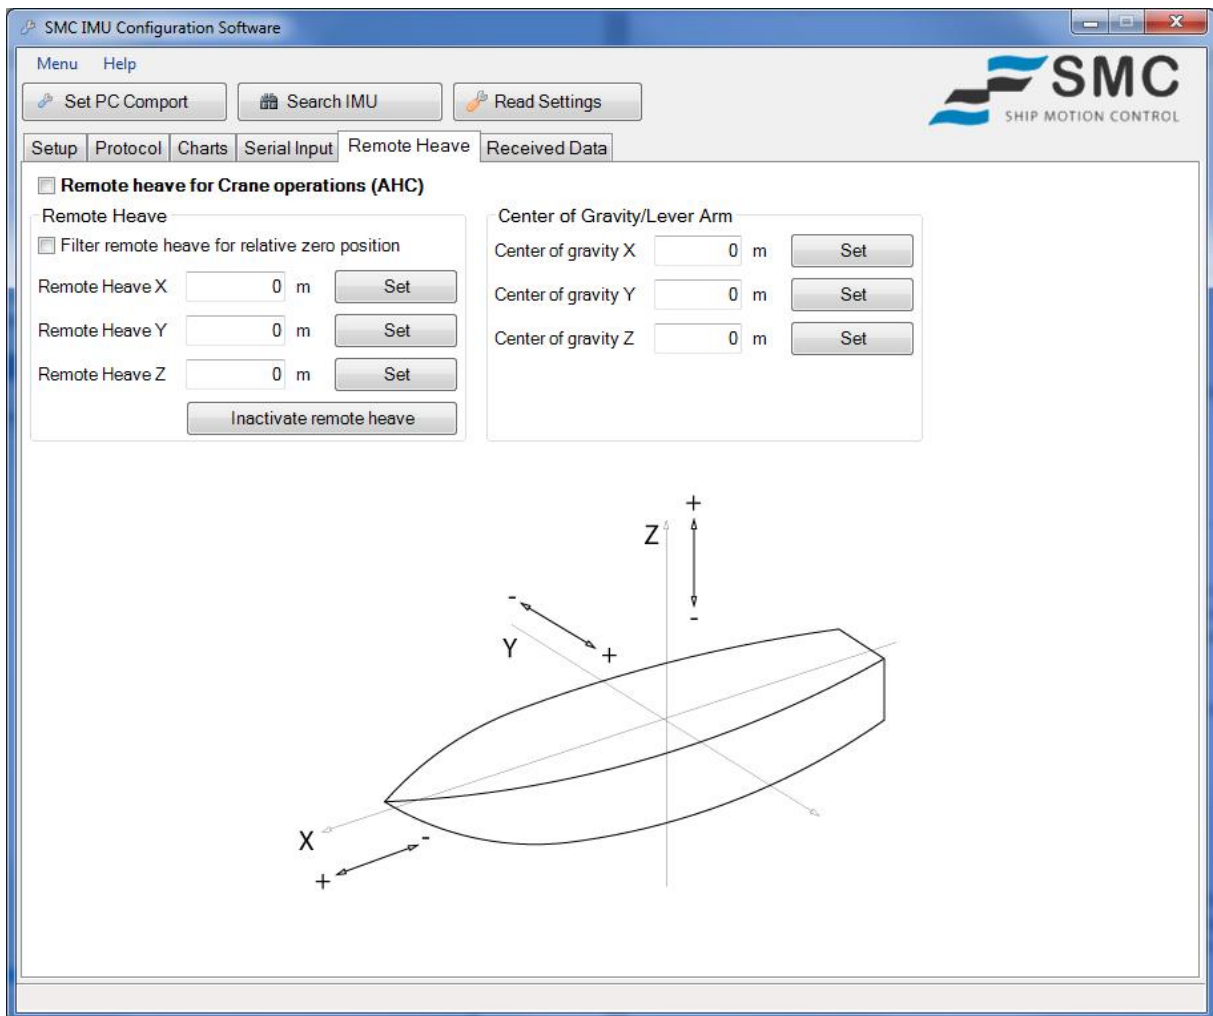 SMC IMU Configuration Software
Menu Help
Set PC Comport Search IMU Read Settings
SMC
SHIP MOTION CONTROL
Setup Protocol Charts Serial Input Remote Heave Received Data
Remote heave for Crane operations (AHC)
Remote Heave
Filter remote heave for relative zero position
Remote Heave X 0 m Set
Remote Heave Y 0 m Set
Remote Heave Z 0 m Set
Inactivate remote heave
Center of Gravity/Lever Arm
Center of gravity X 0 m Set
Center of gravity Y 0 m Set
Center of gravity Z 0 m Set
+
Z
-
-
Y
+
X
-
+